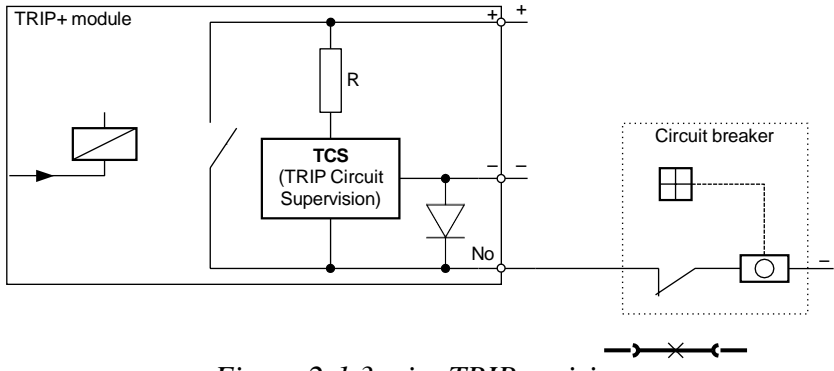 TRIP+ module
+ +
R
TCS
(TRIP Circuit
Supervision)
– –
No
Circuit breaker
–